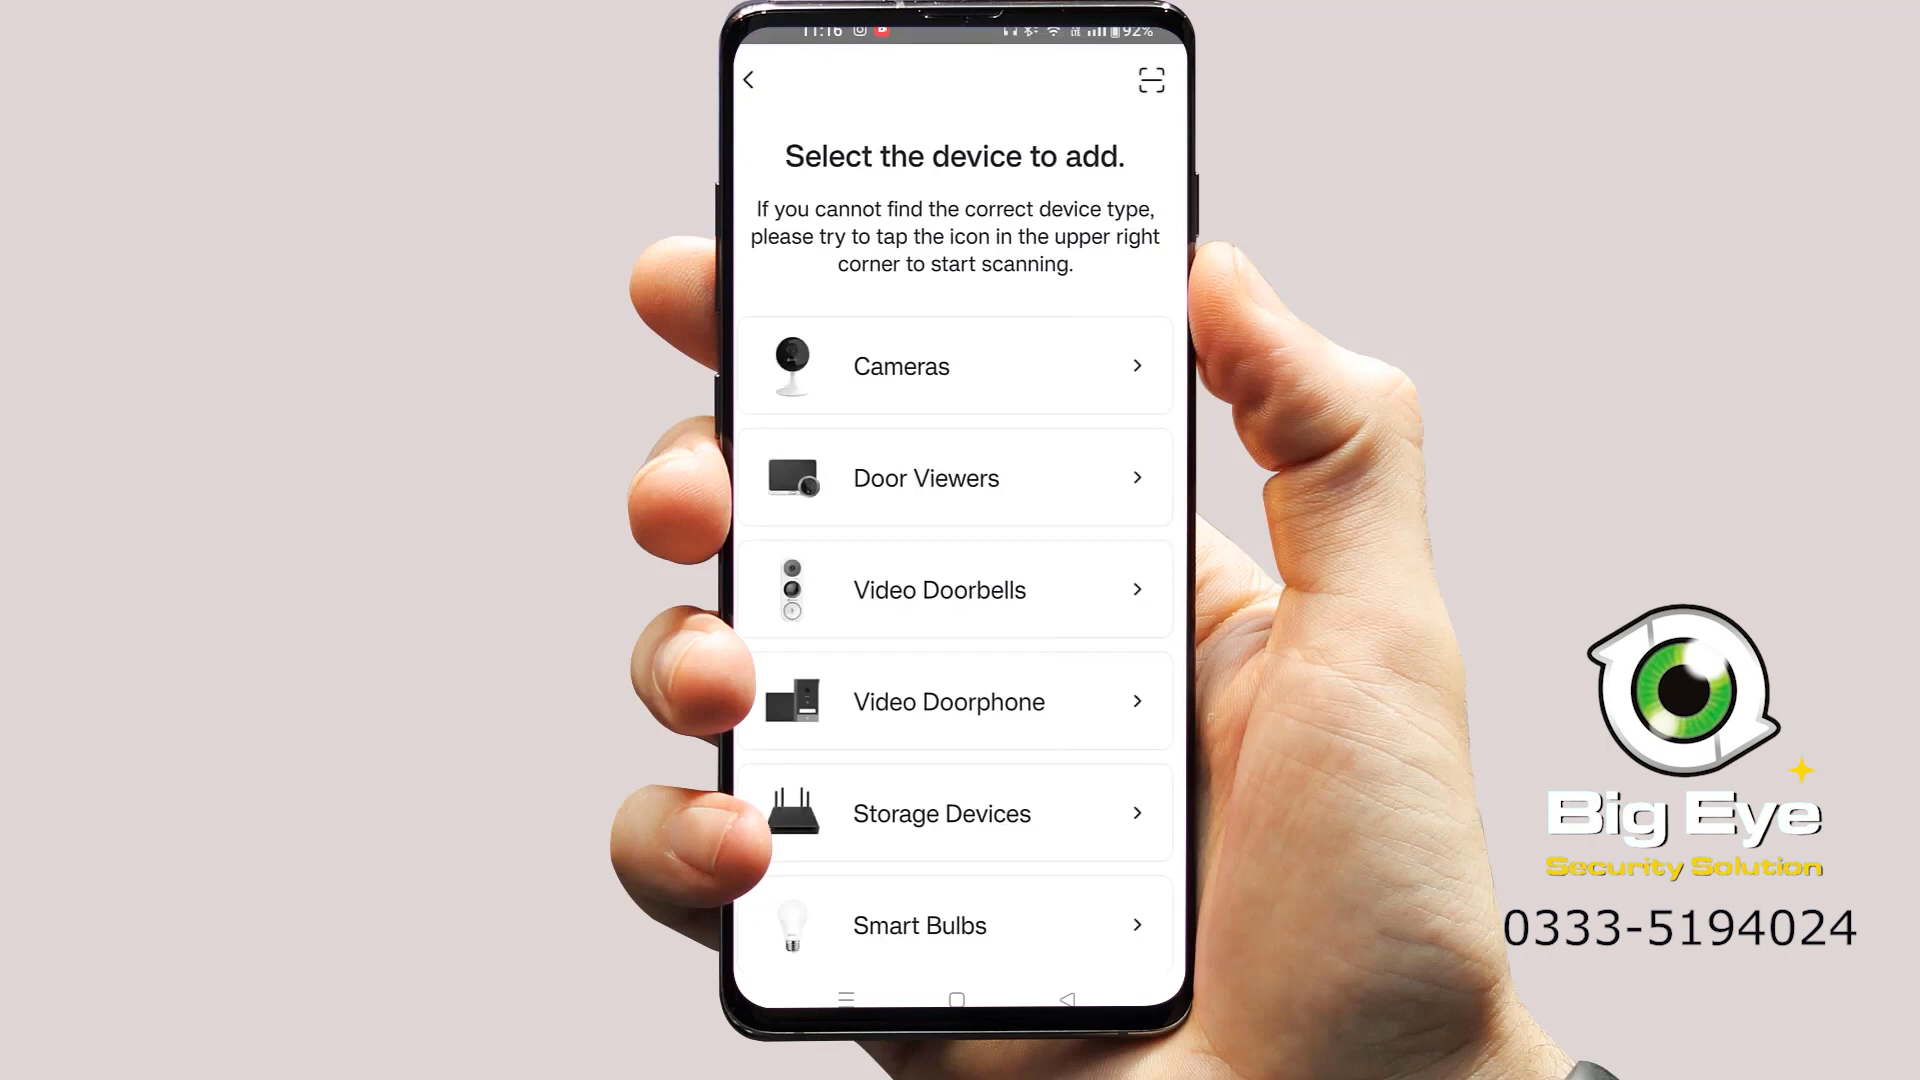 11:16
92%
Select the device to add.
If you cannot find the correct device type,
please try to tap the icon in the upper right
corner to start scanning.
Cameras
Door Viewers
Video Doorbells
Video Doorphone
Storage Devices
Smart Bulbs
Big Eye
Security Solution
0333-5194024